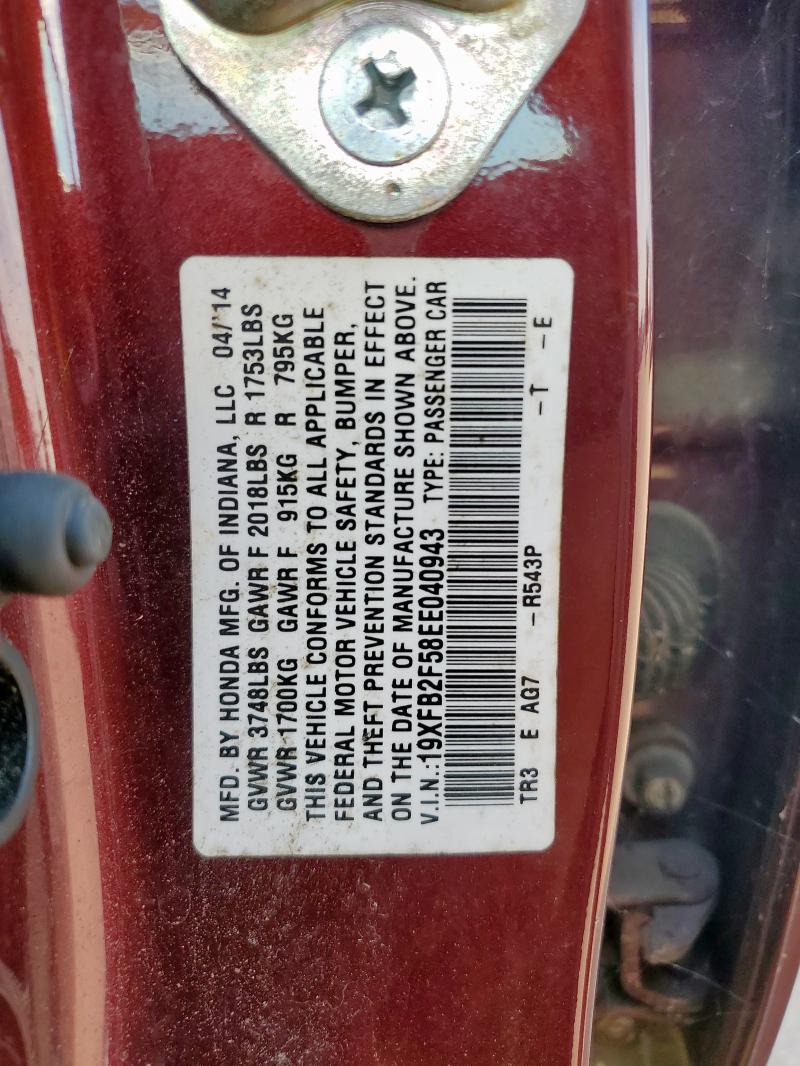 MFD. BY HONDA MFG. OF INDIANA, LLC 04/14
GVWR 3748LBS GAWR F 2018LBS R 1753LBS
GVWR 1700KG GAWR F 915KG R 795KG
THIS VEHICLE CONFORMS TO ALL APPLICABLE
FEDERAL MOTOR VEHICLE SAFETY, BUMPER,
AND THEFT PREVENTION STANDARDS IN EFFECT
ON THE DATE OF MANUFACTURE SHOWN ABOVE.
V.I.N.:19XFB2F58EE040943 TYPE: PASSENGER CAR
TR3 E AG7 -R543P -T -E